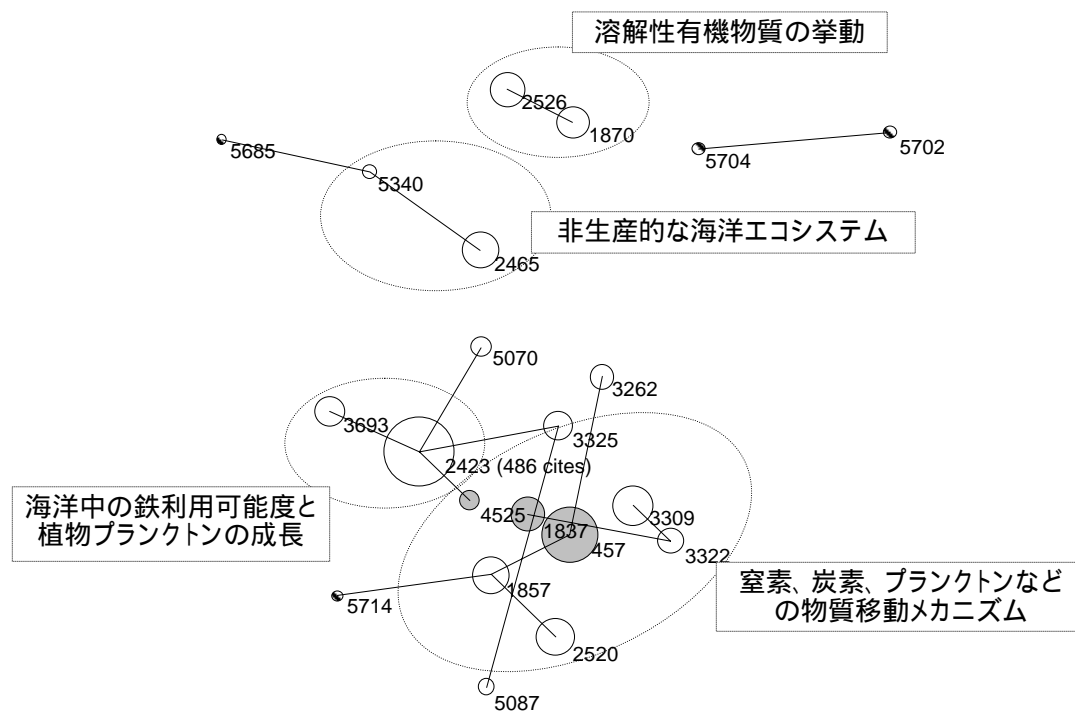 溶解性有機物質の挙動
2526
1870
5685
5704
5702
5340
非生産的な海洋エコシステム
2465
5070
3262
3693
3325
2423 (486 cites)
海洋中の鉄利用可能度と
植物プランクトンの成長
4525
1837
3309
457
3322
窒素、炭素、プランクトンなど
の物質移動メカニズム
1857
5714
2520
5087